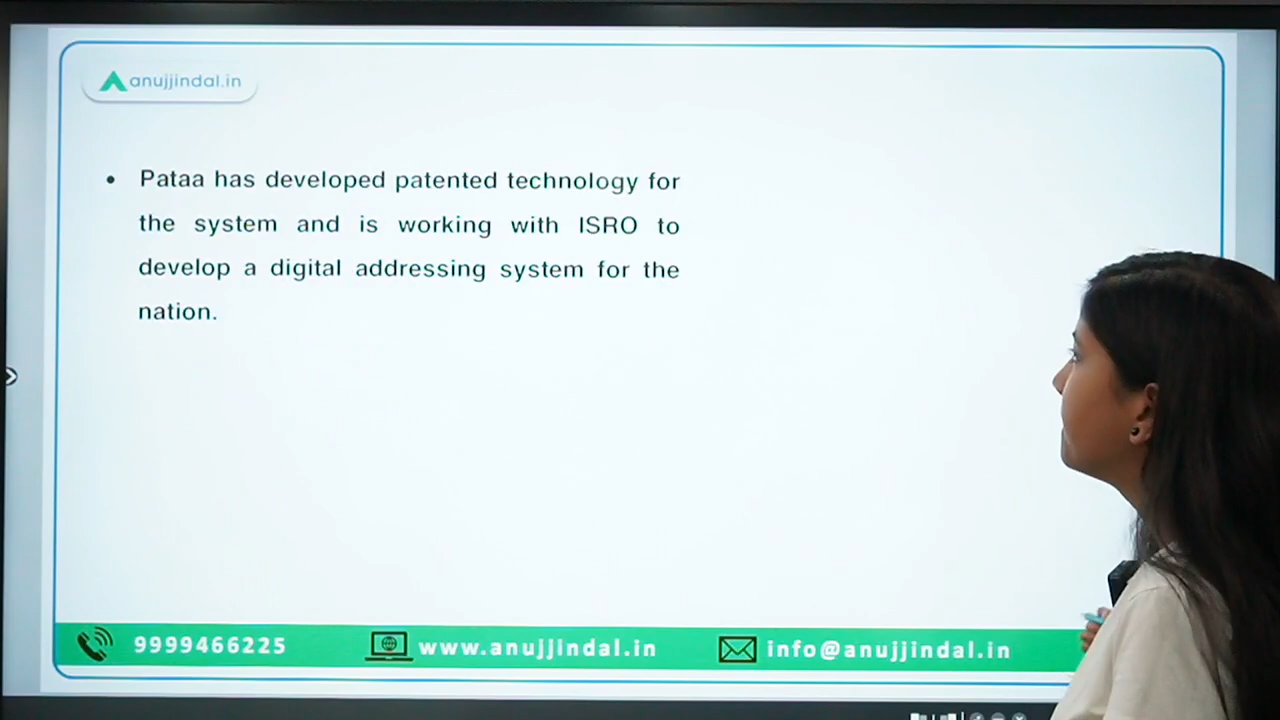 anujjindal.in
• Pataa has developed patented technology for
the system and is working with ISRO to
develop a digital addressing system for the
nation.
9999466225 www.anujjindal.in info@anujjindal.in